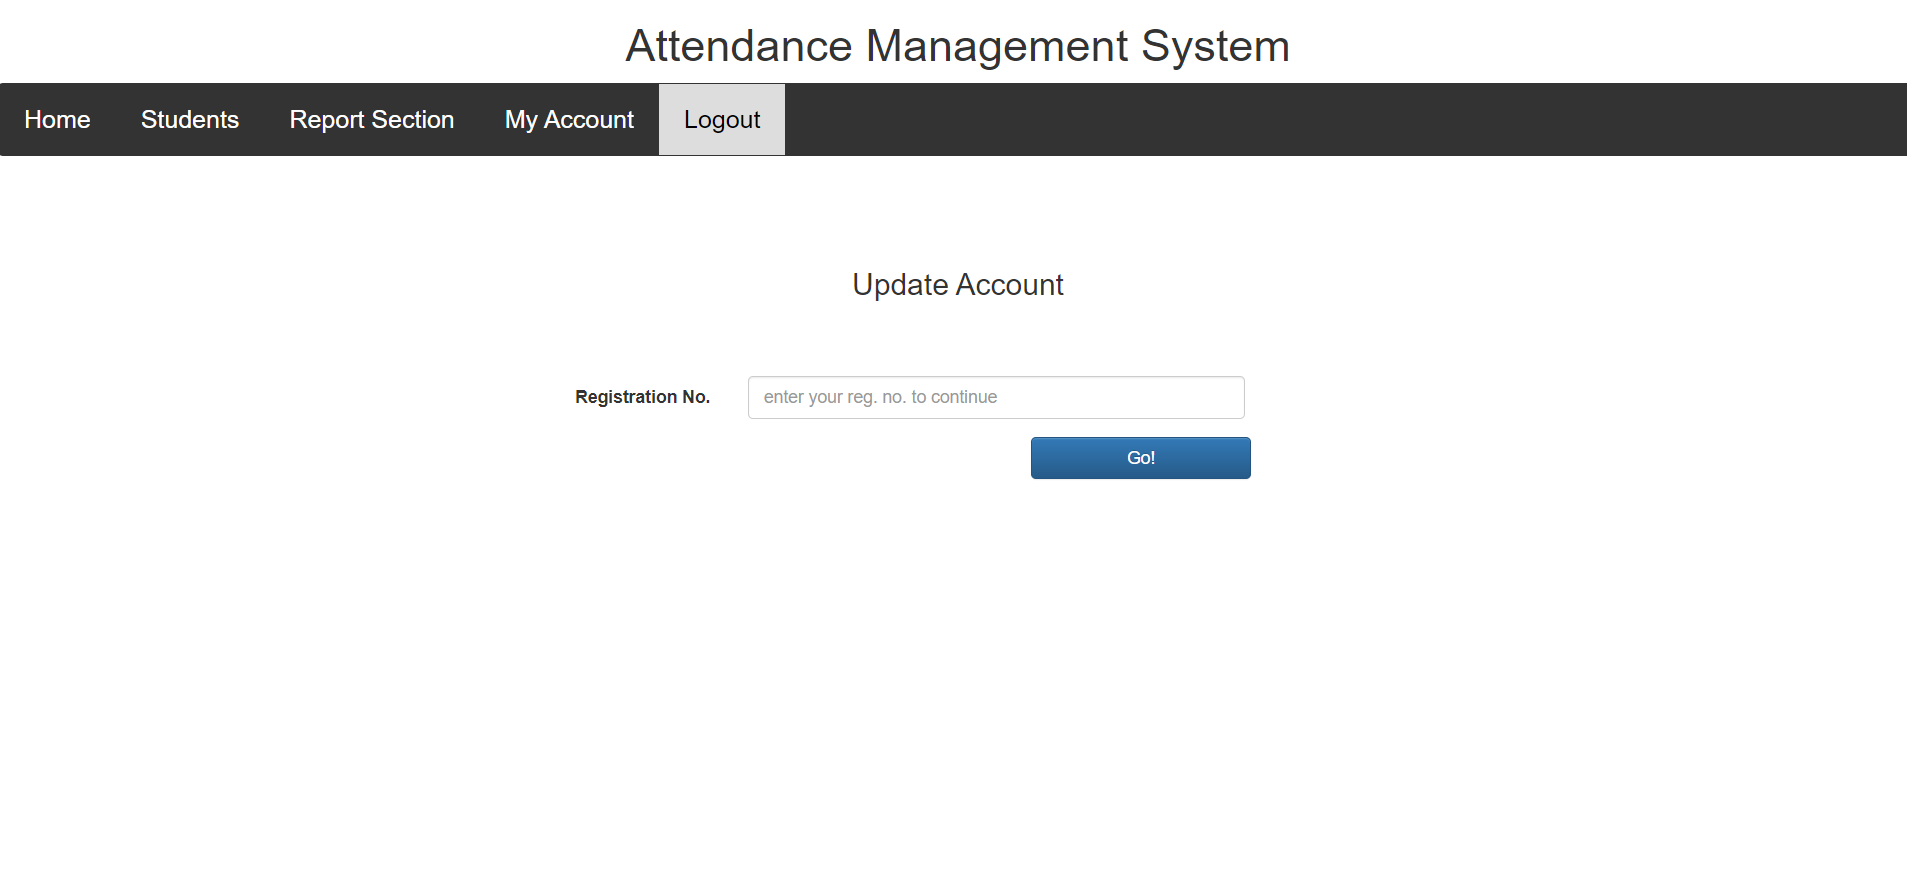 Attendance Management System
Home Students Report Section My Account Logout
Update Account
Registration No. enter your reg. no. to continue
Go!